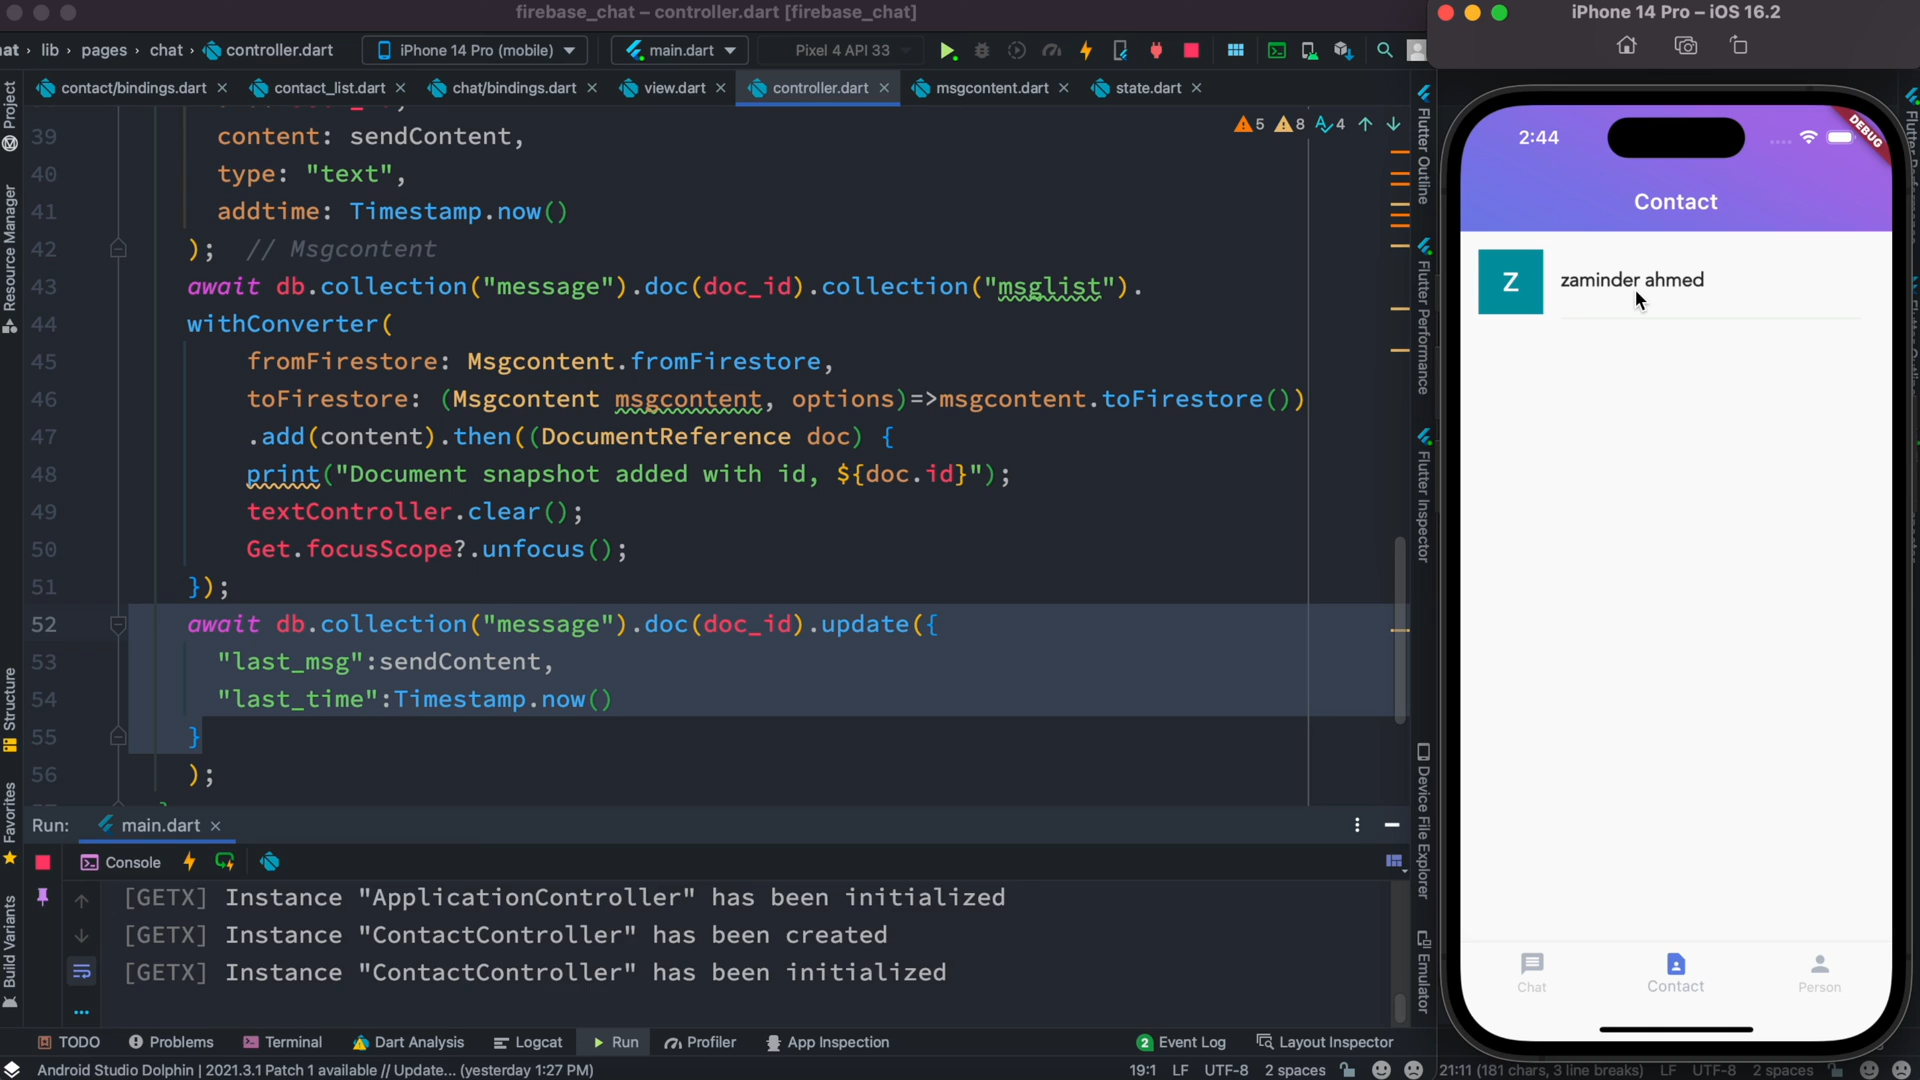 firebase_chat – controller.dart [firebase_chat]
iPhone 14 Pro – iOS 16.2
at › lib › pages › chat › controller.dart
iPhone 14 Pro (mobile)
main.dart
Pixel 4 API 33
contact/bindings.dart
contact_list.dart
chat/bindings.dart
view.dart
controller.dart
msgcontent.dart
state.dart
5 8 4
39 content: sendContent,
40 type: "text",
41 addtime: Timestamp.now()
42 ); // Msgcontent
43 await db.collection("message").doc(doc_id).collection("msglist").
44 withConverter(
45 fromFirestore: Msgcontent.fromFirestore,
46 toFirestore: (Msgcontent msgcontent, options)=>msgcontent.toFirestore())
47 .add(content).then((DocumentReference doc) {
48 print("Document snapshot added with id, ${doc.id}");
49 textController.clear();
50 Get.focusScope?.unfocus();
51 });
52 await db.collection("message").doc(doc_id).update({
53 "last_msg":sendContent,
54 "last_time":Timestamp.now()
55 }
56 );
Project
Resource Manager
Structure
Favorites
Build Variants
Flutter Outline
Flutter Performance
Flutter Inspector
Device File Explorer
Emulator
2:44
DEBUG
Contact
Z
zaminder ahmed
Chat
Contact
Person
Run: main.dart
Console
[GETX] Instance "ApplicationController" has been initialized
[GETX] Instance "ContactController" has been created
[GETX] Instance "ContactController" has been initialized
TODO
Problems
Terminal
Dart Analysis
Logcat
Run
Profiler
App Inspection
2 Event Log
Layout Inspector
Android Studio Dolphin | 2021.3.1 Patch 1 available // Update... (yesterday 1:27 PM)
19:1 LF UTF-8 2 spaces
21:11 (181 chars, 3 line breaks) LF UTF-8 2 spaces